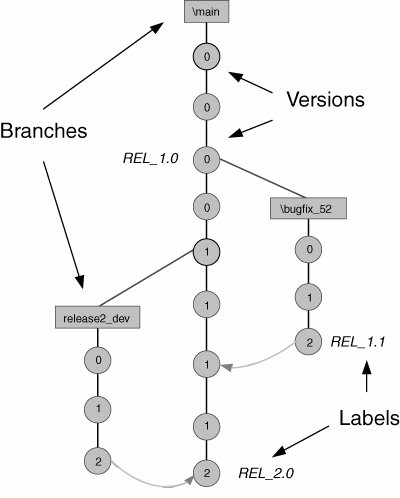 \main
0
0
Versions
Branches
REL_1.0
0
0
\bugfix_52
1
0
release2_dev
1
1
0
1
2
REL_1.1
1
1
Labels
2
2
REL_2.0